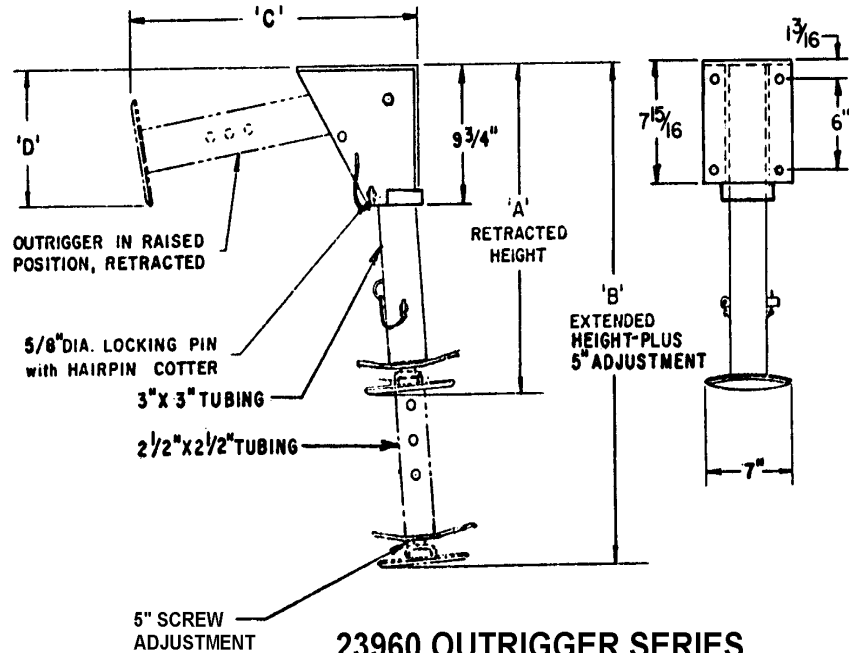 'C'
1 3/16
'D'
9 3/4"
7 15/16
6"
'A'
RETRACTED
HEIGHT
OUTRIGGER IN RAISED
POSITION, RETRACTED
'B'
EXTENDED
HEIGHT-PLUS
5" ADJUSTMENT
5/8" DIA. LOCKING PIN
with HAIRPIN COTTER
3" X 3" TUBING
2 1/2" X 2 1/2" TUBING
7"
5" SCREW
ADJUSTMENT
23960 OUTRIGGER SERIES